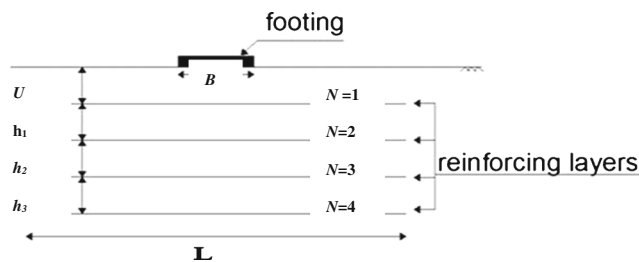 footing
B
U
N =1
h₁
N=2
h₂
N=3
reinforcing layers
h₃
N=4
L